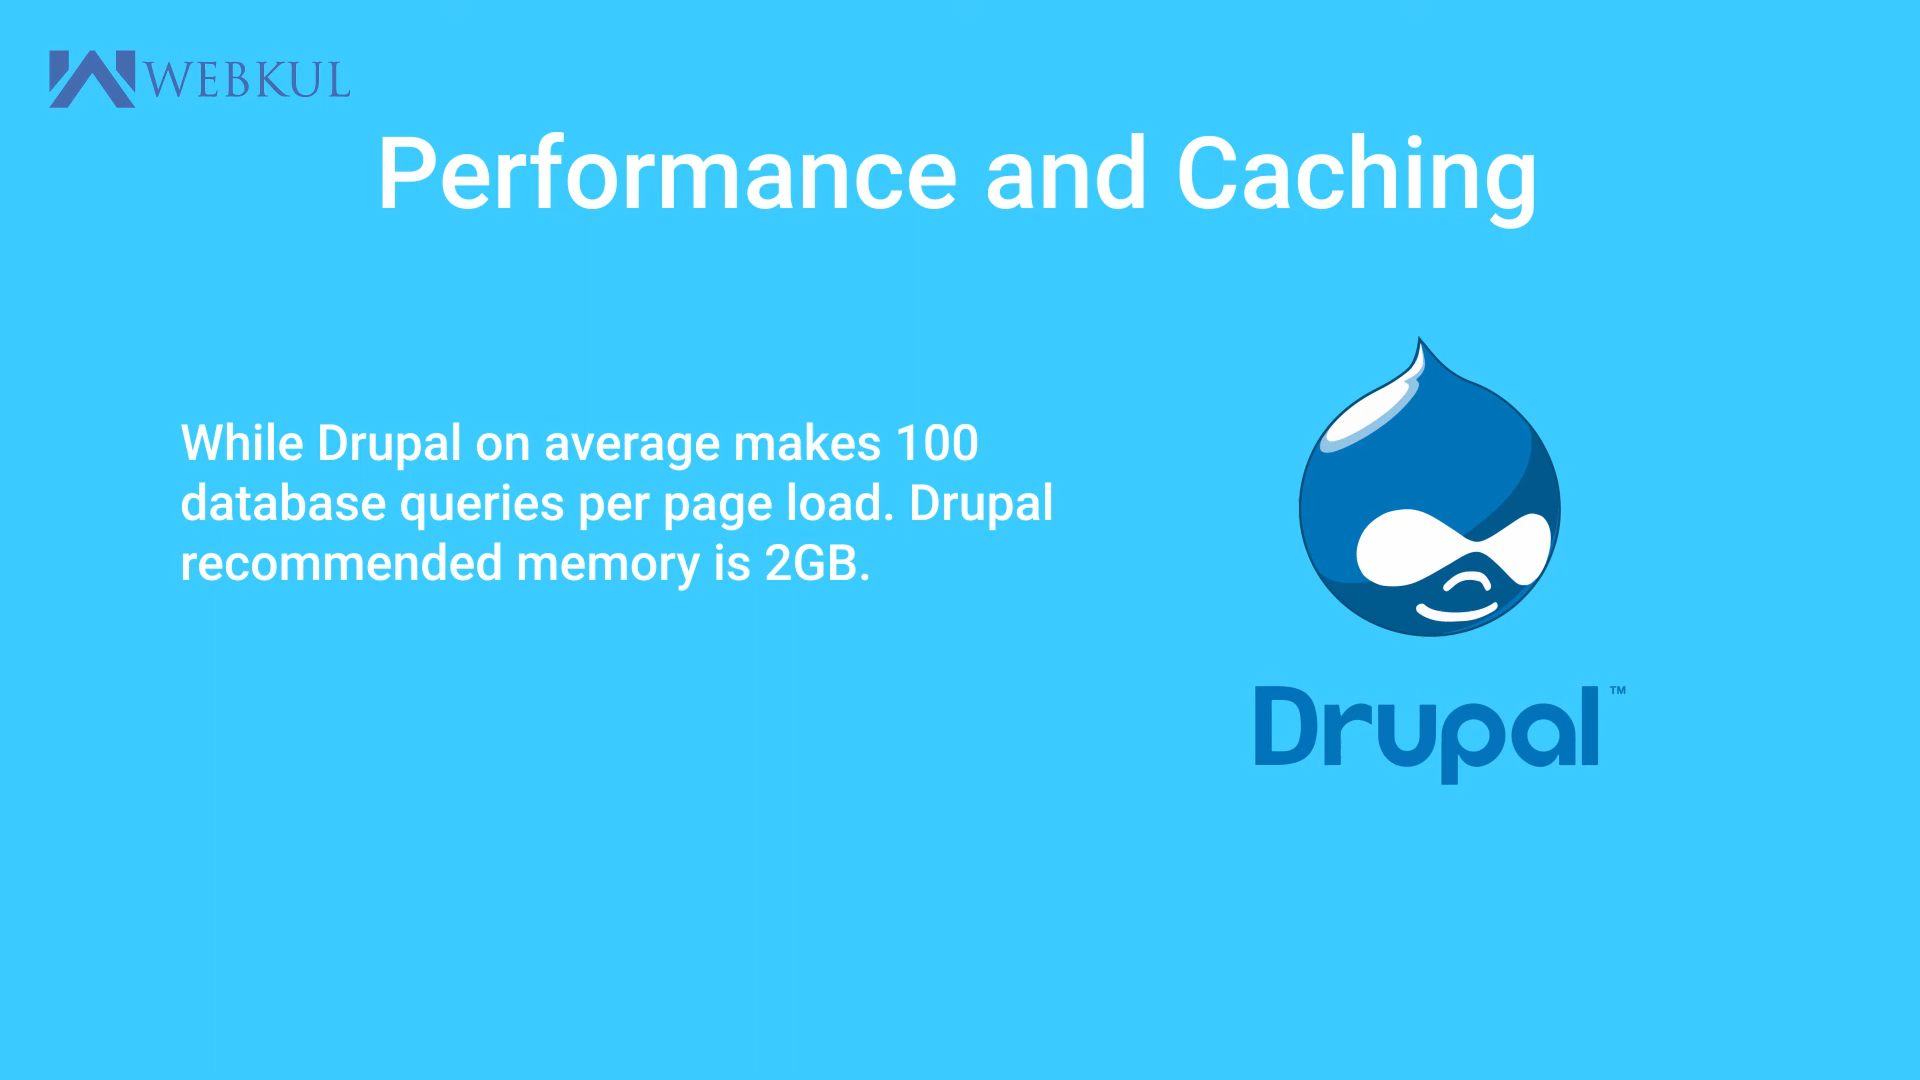 WEBKUL
Performance and Caching
While Drupal on average makes 100
database queries per page load. Drupal
recommended memory is 2GB.
Drupal™